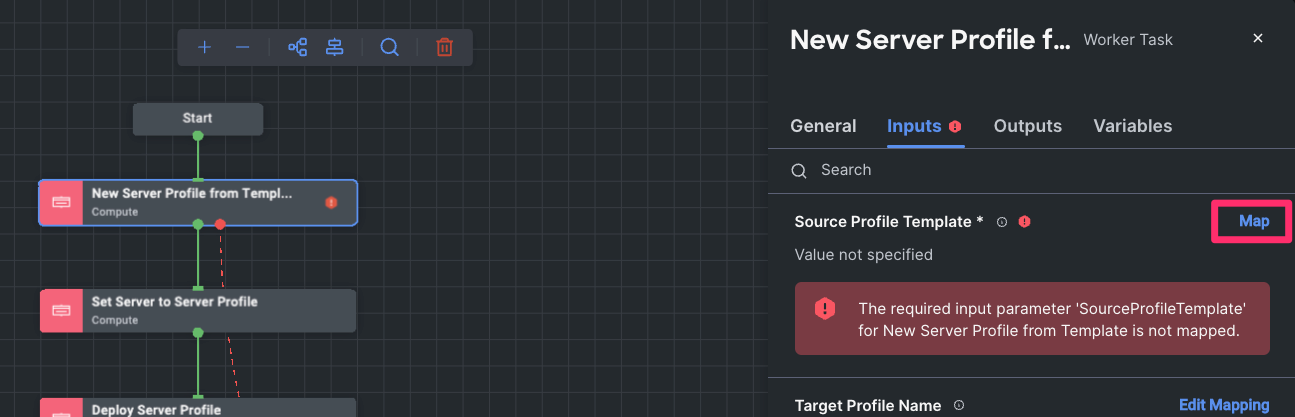 New Server Profile f... Worker Task
General Inputs Outputs Variables
Search
Source Profile Template * Map
Value not specified
The required input parameter 'SourceProfileTemplate'
for New Server Profile from Template is not mapped.
Target Profile Name Edit Mapping
Start
New Server Profile from Templ...
Compute
Set Server to Server Profile
Compute
Deploy Server Profile